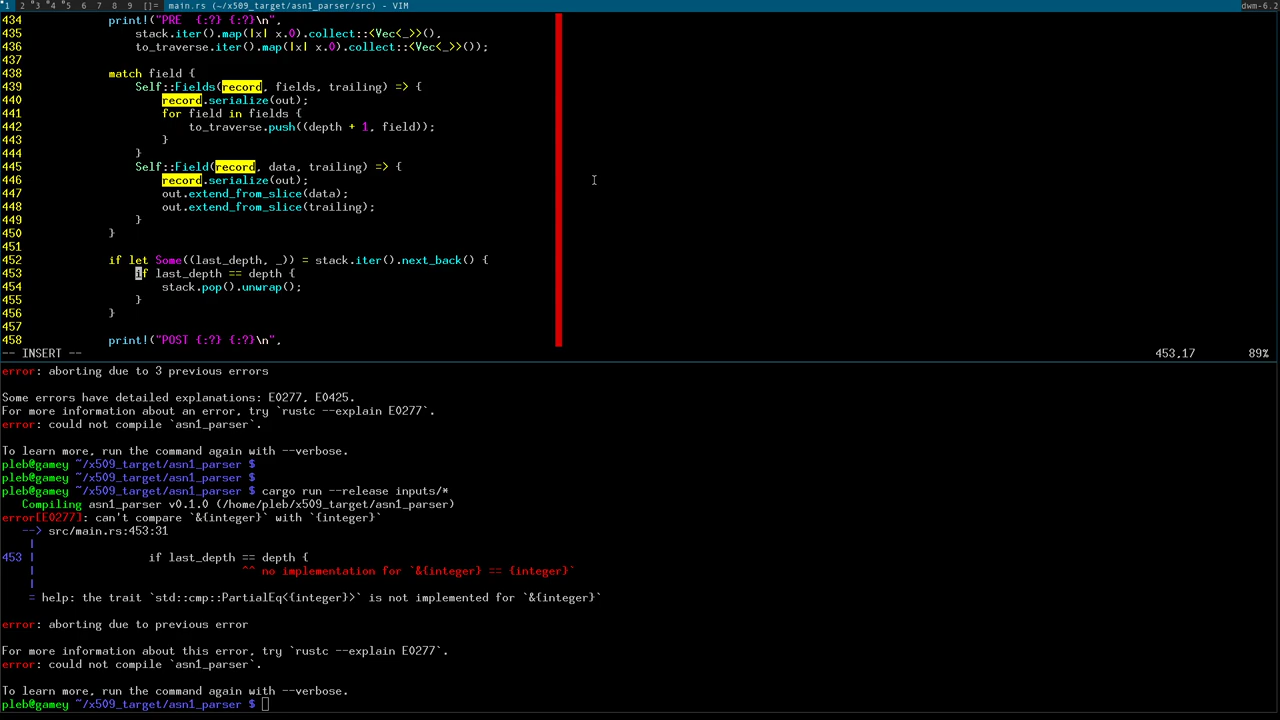 1 2 3 4 5 6 7 8 9 []= main.rs (~/x509_target/asn1_parser/src) - VIM dwm-6.2
434 print!("PRE {:?} {:?}\n",
435 stack.iter().map(|x| x.0).collect::<Vec<_>>(),
436 to_traverse.iter().map(|x| x.0).collect::<Vec<_>>());
437
438 match field {
439 Self::Fields(record, fields, trailing) => {
440 record.serialize(out);
441 for field in fields {
442 to_traverse.push((depth + 1, field));
443 }
444 }
445 Self::Field(record, data, trailing) => {
446 record.serialize(out);
447 out.extend_from_slice(data);
448 out.extend_from_slice(trailing);
449 }
450 }
451
452 if let Some((last_depth, _)) = stack.iter().next_back() {
453 if last_depth == depth {
454 stack.pop().unwrap();
455 }
456 }
457
458 print!("POST {:?} {:?}\n",
-- INSERT -- 453,17 89%
error: aborting due to 3 previous errors
Some errors have detailed explanations: E0277, E0425.
For more information about an error, try `rustc --explain E0277`.
error: could not compile `asn1_parser`.
To learn more, run the command again with --verbose.
pleb@gamey ~/x509_target/asn1_parser $
pleb@gamey ~/x509_target/asn1_parser $
pleb@gamey ~/x509_target/asn1_parser $ cargo run --release inputs/*
Compiling asn1_parser v0.1.0 (/home/pleb/x509_target/asn1_parser)
error[E0277]: can't compare `&{integer}` with `{integer}`
--> src/main.rs:453:31
|
453 | if last_depth == depth {
| ^^ no implementation for `&{integer} == {integer}`
|
= help: the trait `std::cmp::PartialEq<{integer}>` is not implemented for `&{integer}`
error: aborting due to previous error
For more information about this error, try `rustc --explain E0277`.
error: could not compile `asn1_parser`.
To learn more, run the command again with --verbose.
pleb@gamey ~/x509_target/asn1_parser $